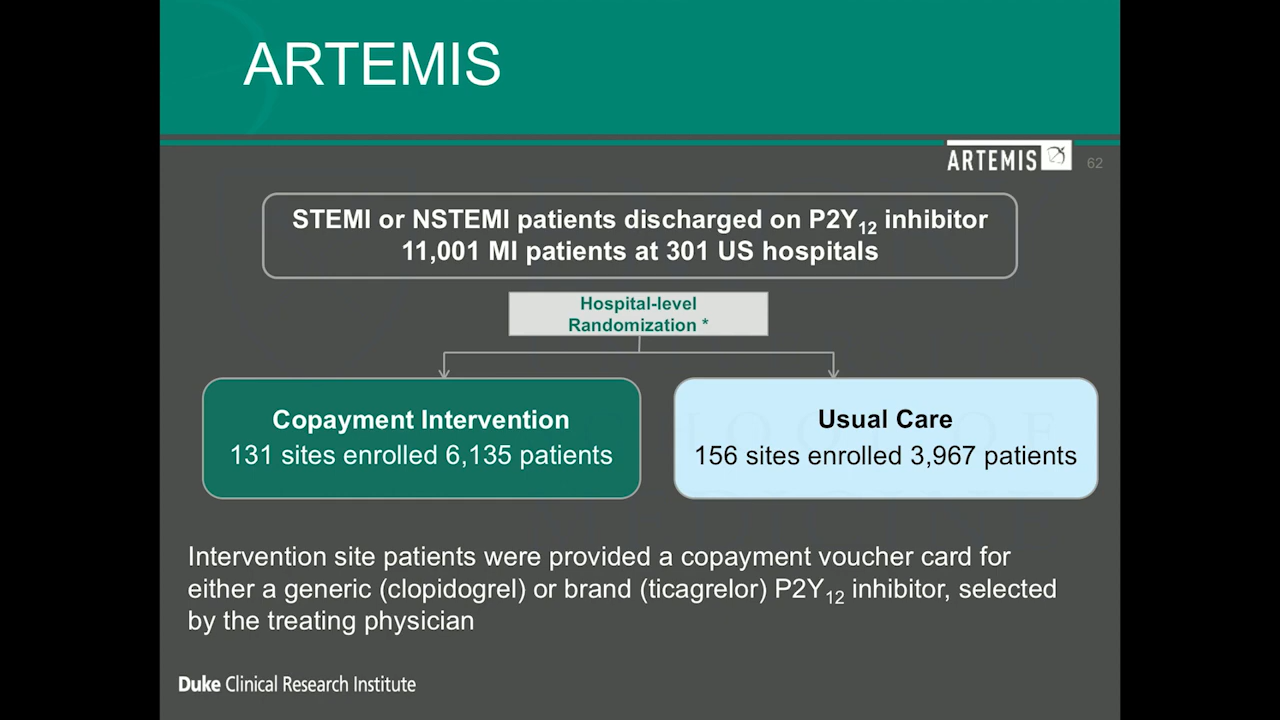 ARTEMIS
ARTEMIS
62
STEMI or NSTEMI patients discharged on P2Y12 inhibitor
11,001 MI patients at 301 US hospitals
Hospital-level
Randomization *
Copayment Intervention
131 sites enrolled 6,135 patients
Usual Care
156 sites enrolled 3,967 patients
Intervention site patients were provided a copayment voucher card for
either a generic (clopidogrel) or brand (ticagrelor) P2Y12 inhibitor, selected
by the treating physician
Duke Clinical Research Institute